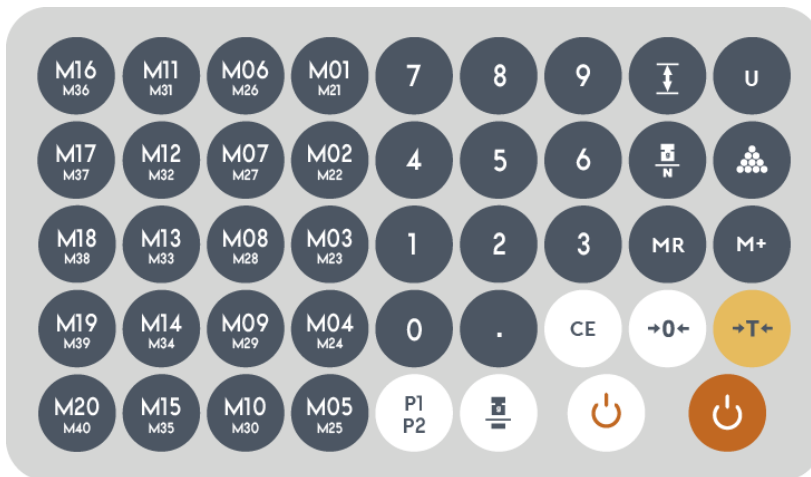 M16 M11 M06 M01 7 8 9 U
M36 M31 M26 M21
M17 M12 M07 M02 4 5 6 N
M37 M32 M27 M22
M18 M13 M08 M03 1 2 3 MR M+
M38 M33 M28 M23
M19 M14 M09 M04 0 . CE →0← →T←
M39 M34 M29 M24
M20 M15 M10 M05 P1
M40 M35 M30 M25 P2